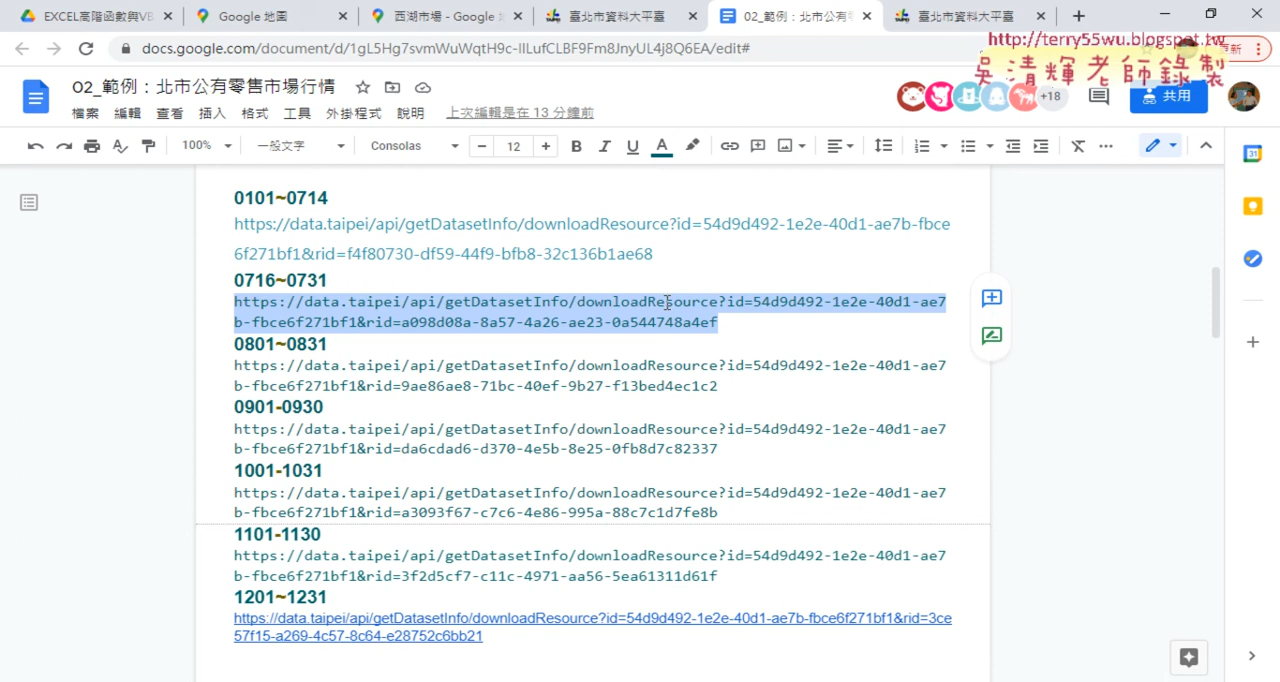 EXCEL高階函數與VB
Google 地圖
西湖市場 - Google
臺北市資料大平臺
02_範例：北市公有零
臺北市資料大平臺
docs.google.com/document/d/1gL5Hg7svmWuWqtH9c-IILufCLBF9Fm8JnyUL4j8Q6EA/edit#
http://terry55wu.blogspot.tw
吳清輝老師錄製
更新
02_範例：北市公有零售市場行情
檔案 編輯 查看 插入 格式 工具 外掛程式 說明 上次編輯是在 13 分鐘前
+18
共用
100% 一般文字 Consolas 12
0101~0714
https://data.taipei/api/getDatasetInfo/downloadResource?id=54d9d492-1e2e-40d1-ae7b-fbce
6f271bf1&rid=f4f80730-df59-44f9-bfb8-32c136b1ae68
0716~0731
https://data.taipei/api/getDatasetInfo/downloadResource?id=54d9d492-1e2e-40d1-ae7
b-fbce6f271bf1&rid=a098d08a-8a57-4a26-ae23-0a544748a4ef
0801~0831
https://data.taipei/api/getDatasetInfo/downloadResource?id=54d9d492-1e2e-40d1-ae7
b-fbce6f271bf1&rid=9ae86ae8-71bc-40ef-9b27-f13bed4ec1c2
0901-0930
https://data.taipei/api/getDatasetInfo/downloadResource?id=54d9d492-1e2e-40d1-ae7
b-fbce6f271bf1&rid=da6cdad6-d370-4e5b-8e25-0fb8d7c82337
1001-1031
https://data.taipei/api/getDatasetInfo/downloadResource?id=54d9d492-1e2e-40d1-ae7
b-fbce6f271bf1&rid=a3093f67-c7c6-4e86-995a-88c7c1d7fe8b
1101-1130
https://data.taipei/api/getDatasetInfo/downloadResource?id=54d9d492-1e2e-40d1-ae7
b-fbce6f271bf1&rid=3f2d5cf7-c11c-4971-aa56-5ea61311d61f
1201~1231
https://data.taipei/api/getDatasetInfo/downloadResource?id=54d9d492-1e2e-40d1-ae7b-fbce6f271bf1&rid=3ce
57f15-a269-4c57-8c64-e28752c6bb21